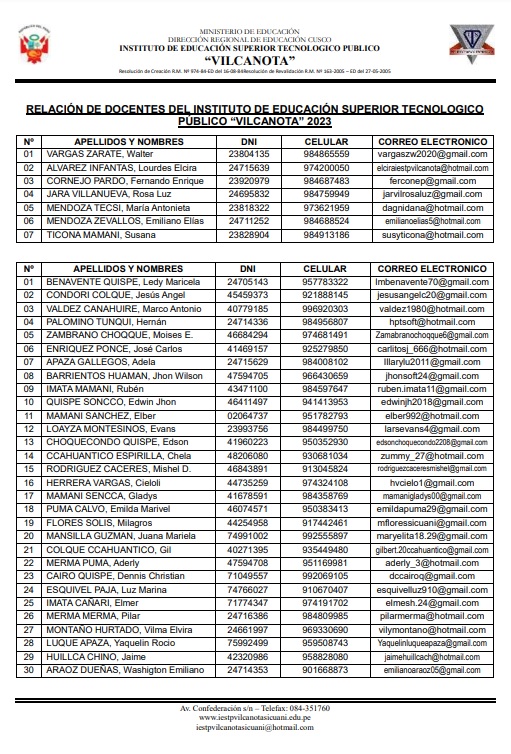 MINISTERIO DE EDUCACIÓN
DIRECCIÓN REGIONAL DE EDUCACIÓN CUSCO
INSTITUTO DE EDUCACIÓN SUPERIOR TECNOLOGICO PUBLICO
“VILCANOTA”
Resolución de Creación R.M. Nº 974-84-ED del 16-08-84Resolución de Revalidación R.M. Nº 163-2005 – ED del 27-05-2005
RELACIÓN DE DOCENTES DEL INSTITUTO DE EDUCACIÓN SUPERIOR TECNOLOGICO
PÚBLICO “VILCANOTA” 2023
Nº APELLIDOS Y NOMBRES DNI CELULAR CORREO ELECTRONICO
01 VARGAS ZARATE, Walter 23804135 984865559 vargaszw2020@gmail.com
02 ALVAREZ INFANTAS, Lourdes Elcira 24715639 974200050 elciraiestpvilcanota@hotmail.com
03 CORNEJO PARDO, Fernando Enrique 23920979 984687483 ferconep@gmail.com
04 JARA VILLANUEVA, Rosa Luz 24695832 984759949 jarvilrosaluz@gmail.com
05 MENDOZA TECSI, María Antonieta 23818322 973621959 dagnidana@hotmail.com
06 MENDOZA ZEVALLOS, Emiliano Elías 24711252 984688524 emilianoelias5@hotmail.com
07 TICONA MAMANI, Susana 23828904 984913186 susyticona@hotmail.com
Nº APELLIDOS Y NOMBRES DNI CELULAR CORREO ELECTRONICO
01 BENAVENTE QUISPE, Ledy Maricela 24705143 957783322 lmbenavente70@gmail.com
02 CONDORI COLQUE, Jesús Angel 45459373 921888145 jesusangelc20@gmail.com
03 VALDEZ CANAHUIRE, Marco Antonio 40779185 996920303 valdez1980@hotmail.com
04 PALOMINO TUNQUI, Hernán 24714336 984956807 hptsoft@hotmail.com
05 ZAMBRANO CHOQQUE, Moises E. 46684294 974681491 Zamabranochoque6@gmail.com
06 ENRIQUEZ PONCE, José Carlos 41469157 925279850 carlitosj_666@hotmail.com
07 APAZA GALLEGOS, Adela 24715629 984008102 lllarylu2011@gmail.com
08 BARRIENTOS HUAMAN, Jhon Wilson 47594705 966430659 jhonsoft24@gmail.com
09 IMATA MAMANI, Rubén 43471100 984597647 ruben.imata11@gmail.com
10 QUISPE SONCCO, Edwin Jhon 46411497 941413953 edwinjh2018@gmail.com
11 MAMANI SANCHEZ, Elber 02064737 951782793 elber992@hotmail.com
12 LOAYZA MONTESINOS, Evans 23993756 984499750 larsevans4@gmail.com
13 CHOQUECONDO QUISPE, Edson 41960223 950352930 edsonchoquecondo2208@gmail.com
14 CCAHUANTICO ESPIRILLA, Chela 48206080 930681034 zummy_27@hotmail.com
15 RODRIGUEZ CACERES, Mishel D. 46843891 913045824 rodriguezcaceresmishel@gmail.com
16 HERRERA VARGAS, Cieloli 44735259 974324108 hvcielo1@gmail.com
17 MAMANI SENCCA, Gladys 41678591 984358769 mamanigladys00@gmail.com
18 PUMA CALVO, Emilda Marivel 46074571 950383413 emildapuma29@gmail.com
19 FLORES SOLIS, Milagros 44254958 917442461 mfloressicuani@gmail.com
20 MANSILLA GUZMAN, Juana Mariela 74991002 992555897 maryelita18.29@gmail.com
21 COLQUE CCAHUANTICO, Gil 40271395 935449480 gilbert.20ccahuantico@gmail.com
22 MERMA PUMA, Aderly 47594708 951169981 aderly_3@hotmail.com
23 CAIRO QUISPE, Dennis Christian 71049557 992069105 dccairoq@gmail.com
24 ESQUIVEL PAJA, Luz Marina 74766027 910670407 esquivelluz910@gmail.com
25 IMATA CAÑARI, Elmer 71774347 974191702 elmesh.24@gmail.com
26 MERMA MERMA, Pilar 24716386 984809985 pilarmerma@hotmail.com
27 MONTAÑO HURTADO, Vilma Elvira 24661997 969330690 vilymontano@hotmail.com
28 LUQUE APAZA, Yaquelin Rocio 75992499 959508743 Yaquelinluqueapaza@gmail.com
29 HUILLCA CHINO, Jaime 42320986 958828080 jaimehuillcach@hotmail.com
30 ARAOZ DUEÑAS, Washigton Emiliano 24714353 901668873 emilianoaraoz05@gmail.com
Av. Confederación s/n – Telefax: 084-351760
www.iestpvilcanotasicuani.edu.pe
iestpvilcanotasicuani@hotmail.com